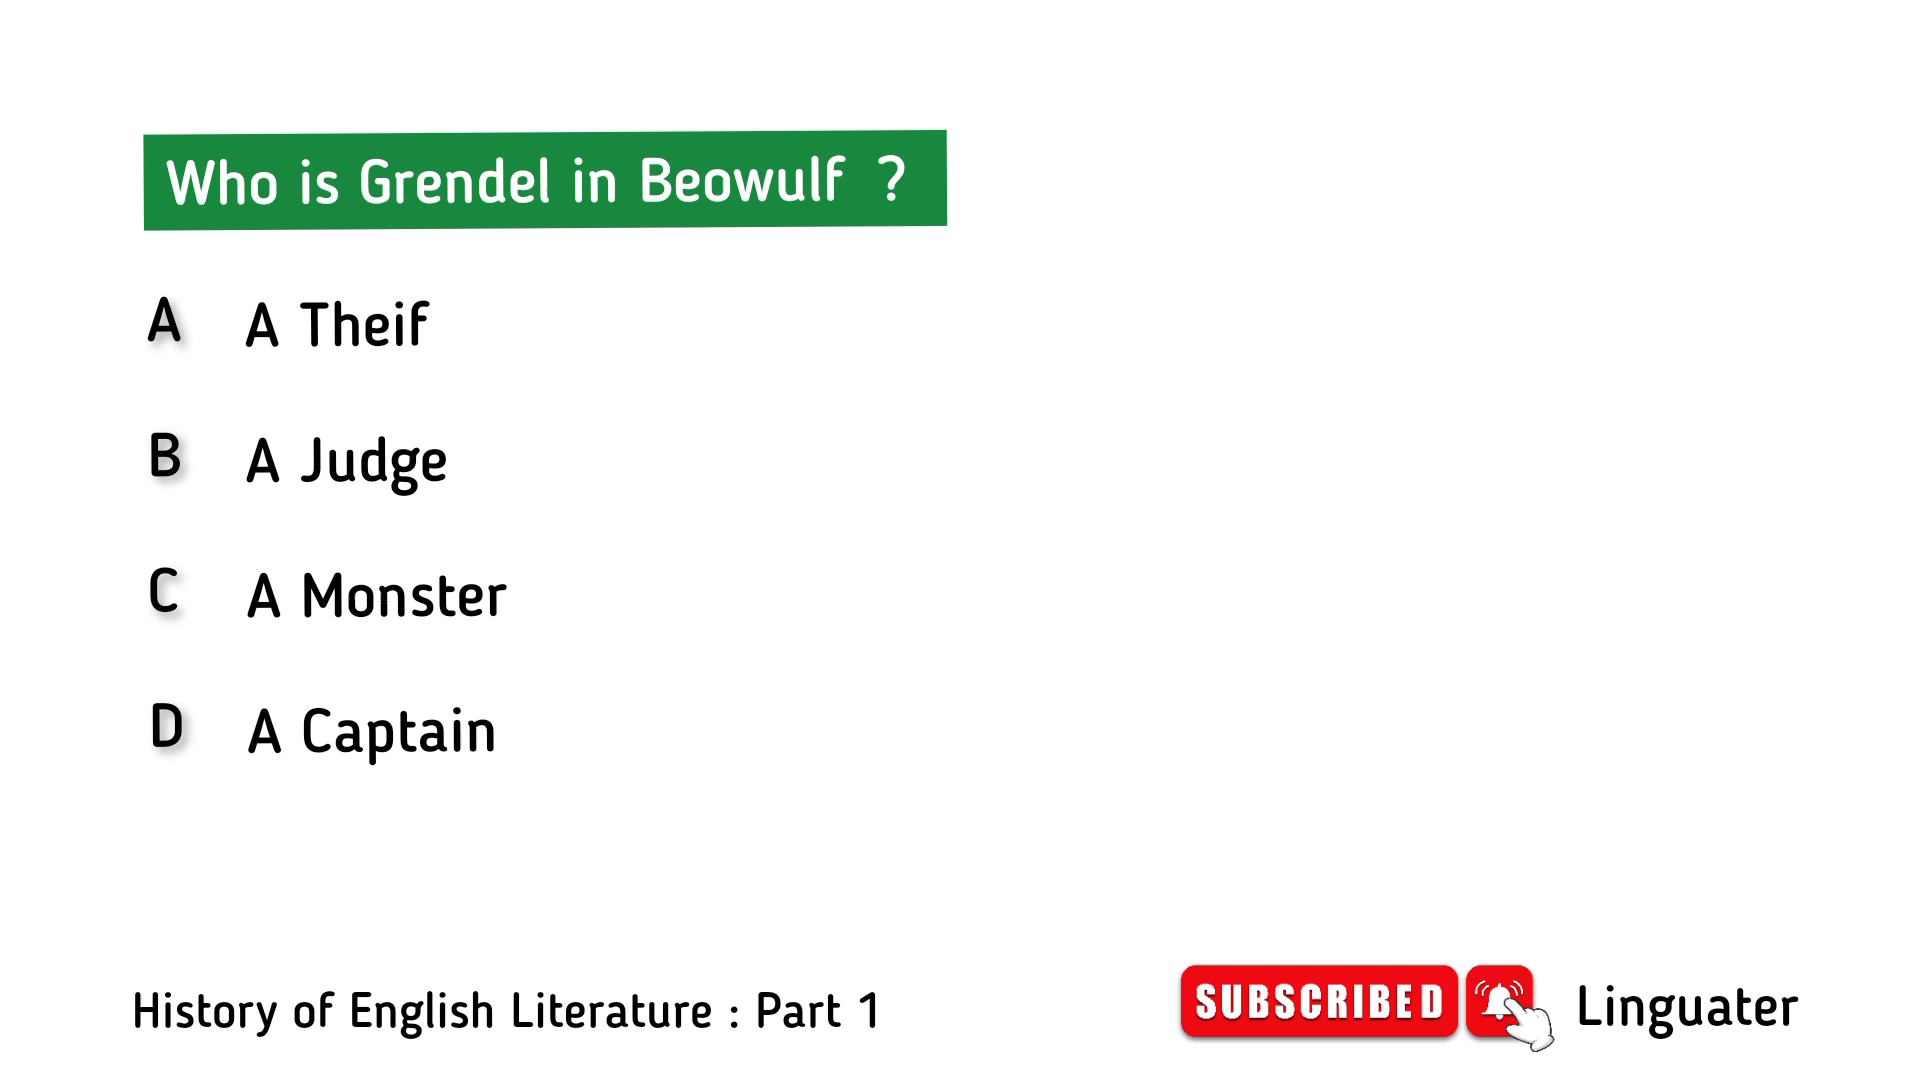 Who is Grendel in Beowulf ?
A A Theif
B A Judge
C A Monster
D A Captain
History of English Literature : Part 1
SUBSCRIBED Linguater